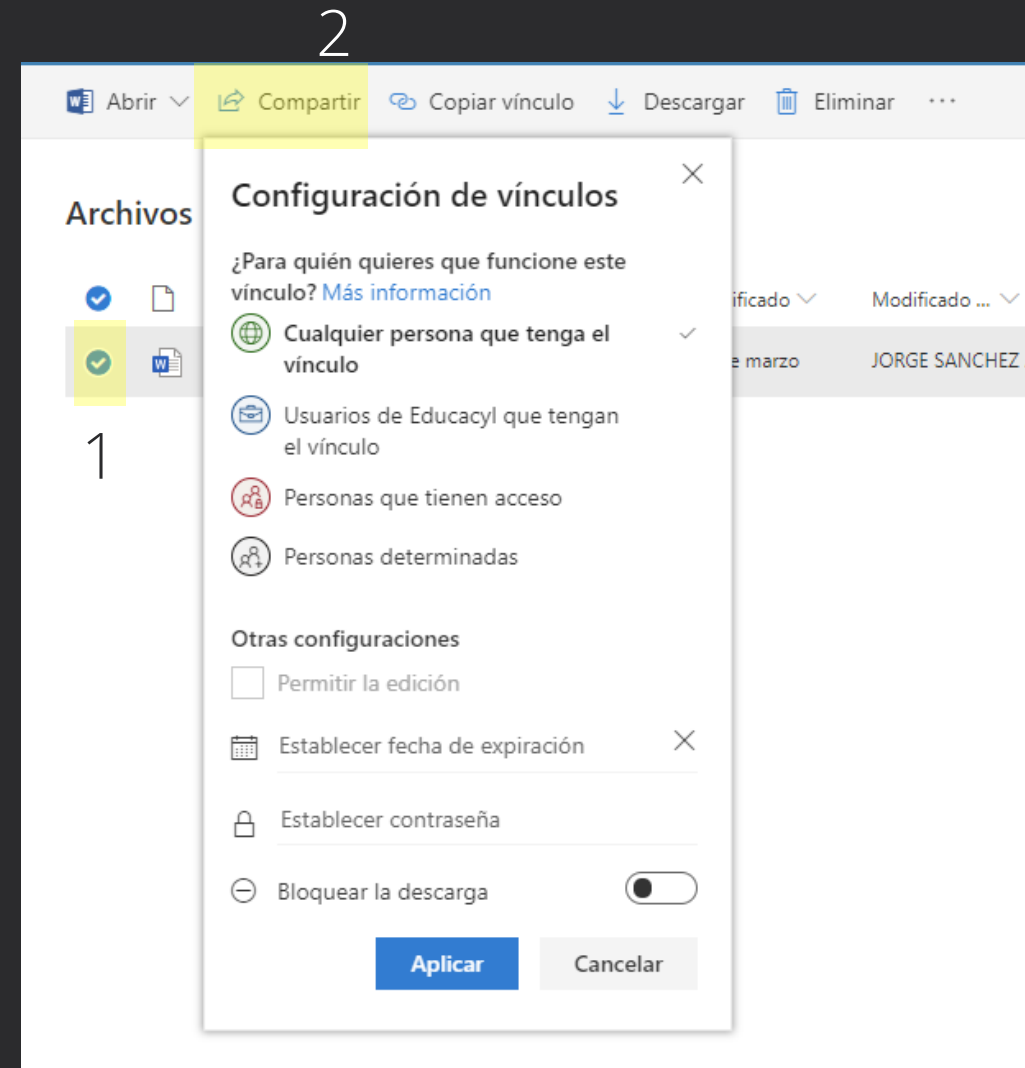 2
Abrir Compartir Copiar vínculo Descargar Eliminar ...
Configuración de vínculos
Archivos
¿Para quién quieres que funcione este
vínculo? Más información
ificado Modificado ...
Cualquier persona que tenga el
vínculo
e marzo JORGE SANCHEZ
Usuarios de Educacyl que tengan
el vínculo
1
Personas que tienen acceso
Personas determinadas
Otras configuraciones
Permitir la edición
Establecer fecha de expiración
Establecer contraseña
Bloquear la descarga
Aplicar Cancelar